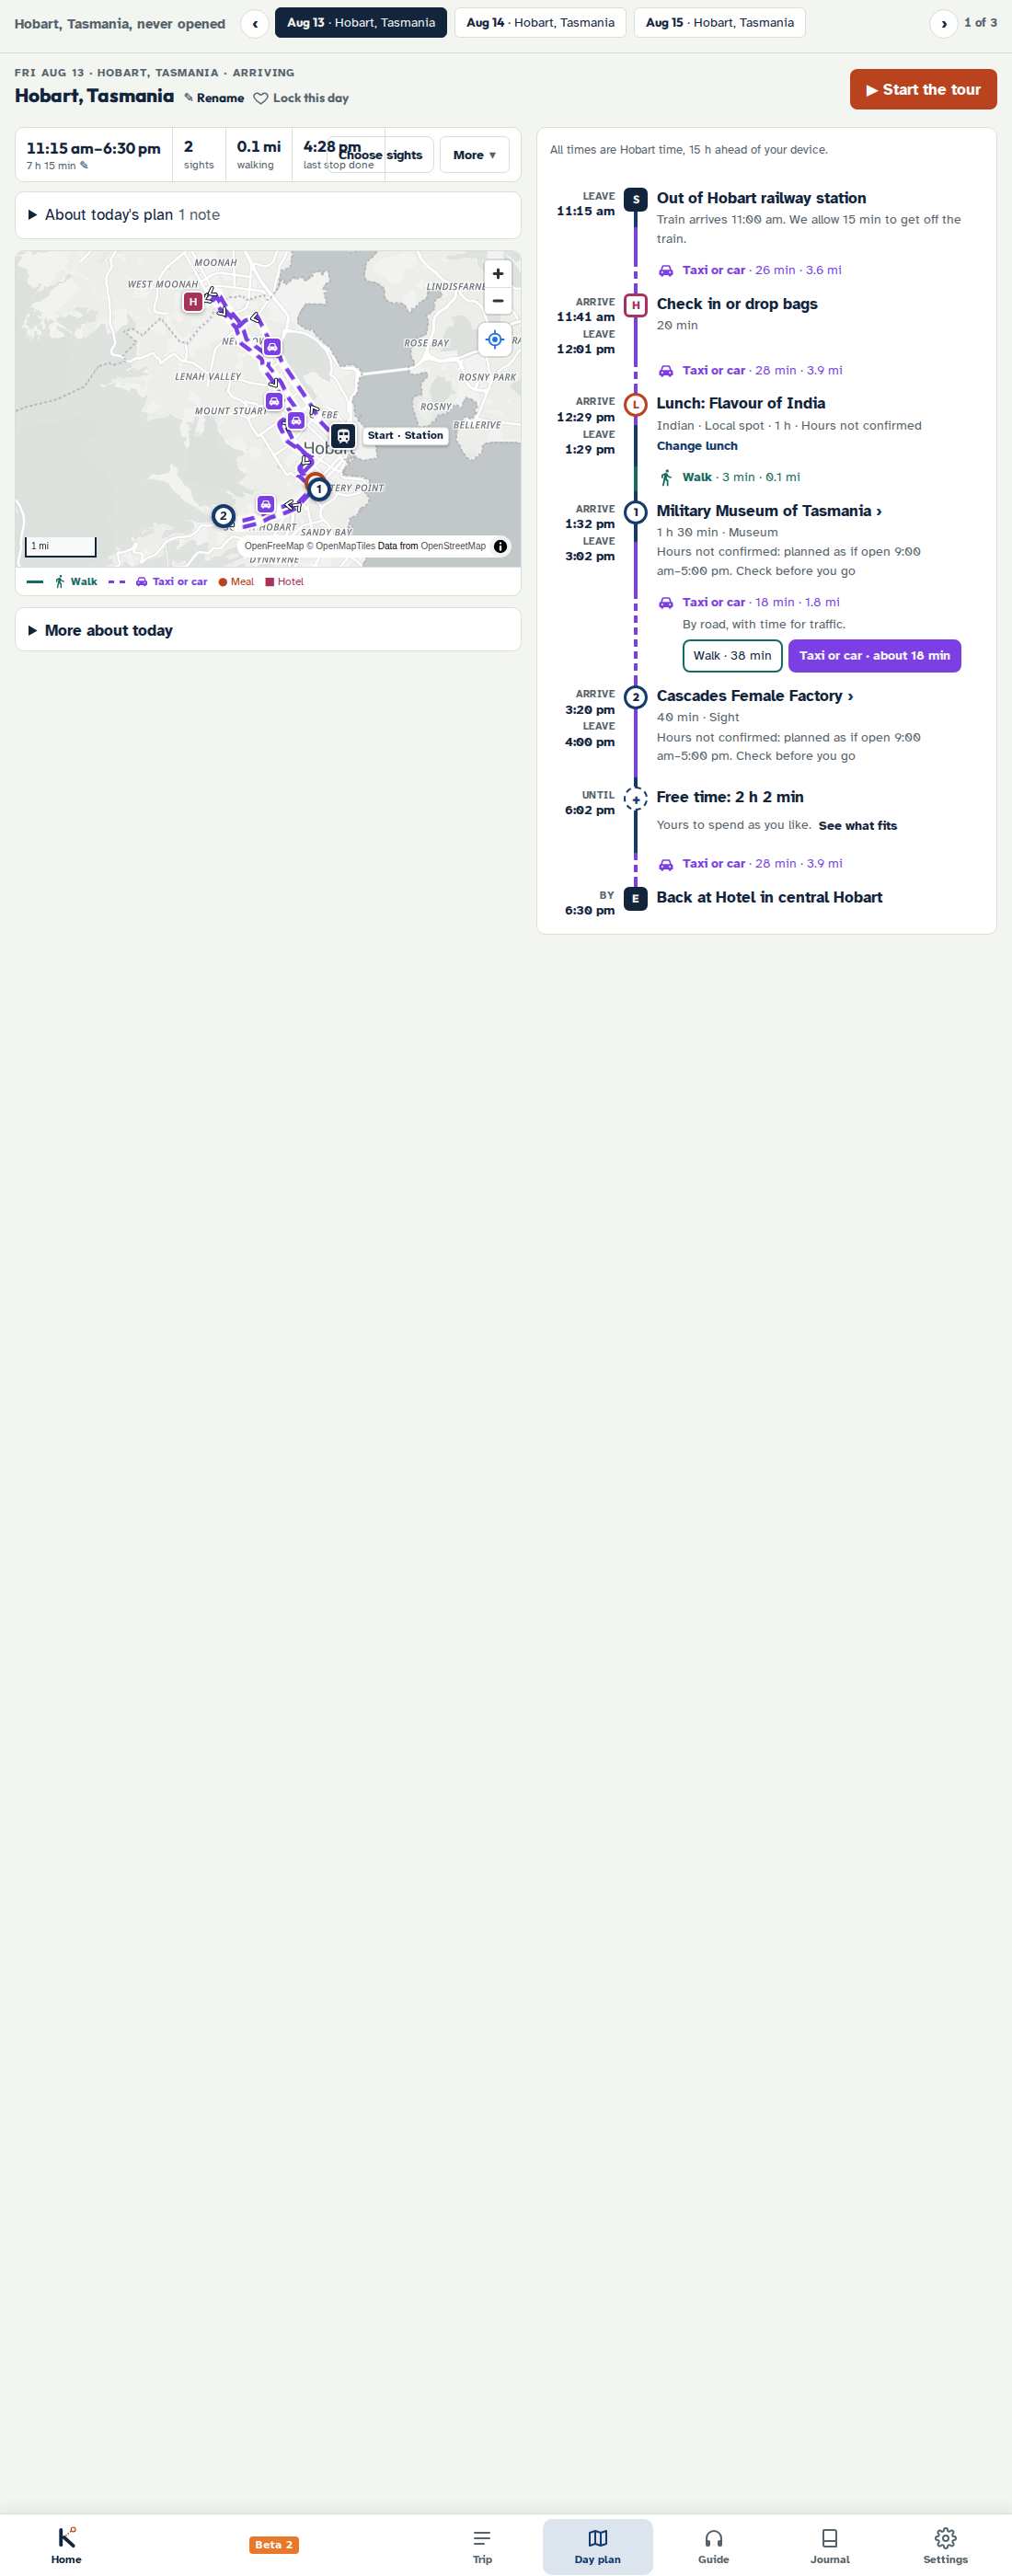 Hobart, Tasmania, never opened
‹
Aug 13 · Hobart, Tasmania
Aug 14 · Hobart, Tasmania
Aug 15 · Hobart, Tasmania
›
1 of 3
FRI AUG 13 · HOBART, TASMANIA · ARRIVING
Hobart, Tasmania ✎ Rename Lock this day
▶ Start the tour
11:15 am–6:30 pm
7 h 15 min ✎
2
sights
0.1 mi
walking
4:28 pm
last stop done
Choose sights
More ▾
▶ About today's plan 1 note
MOONAH
WEST MOONAH
LINDISFARNE
H
ROSE BAY
LENAH VALLEY
ROSNY PARK
MOUNT STUART
ROSNY
BELLERIVE
Start · Station
Hobart
1
2
SANDY BAY
DYNNYRNE
+
−
1 mi
OpenFreeMap © OpenMapTiles Data from OpenStreetMap
Walk
Taxi or car
Meal
Hotel
▶ More about today
All times are Hobart time, 15 h ahead of your device.
LEAVE
11:15 am
S
Out of Hobart railway station
Train arrives 11:00 am. We allow 15 min to get off the
train.
Taxi or car · 26 min · 3.6 mi
ARRIVE
11:41 am
LEAVE
12:01 pm
H
Check in or drop bags
20 min
Taxi or car · 28 min · 3.9 mi
ARRIVE
12:29 pm
LEAVE
1:29 pm
L
Lunch: Flavour of India
Indian · Local spot · 1 h · Hours not confirmed
Change lunch
Walk · 3 min · 0.1 mi
ARRIVE
1:32 pm
LEAVE
3:02 pm
1
Military Museum of Tasmania ›
1 h 30 min · Museum
Hours not confirmed: planned as if open 9:00
am–5:00 pm. Check before you go
Taxi or car · 18 min · 1.8 mi
By road, with time for traffic.
Walk · 38 min
Taxi or car · about 18 min
ARRIVE
3:20 pm
LEAVE
4:00 pm
2
Cascades Female Factory ›
40 min · Sight
Hours not confirmed: planned as if open 9:00
am–5:00 pm. Check before you go
UNTIL
6:02 pm
+
Free time: 2 h 2 min
Yours to spend as you like. See what fits
Taxi or car · 28 min · 3.9 mi
BY
6:30 pm
E
Back at Hotel in central Hobart
Home
Beta 2
Trip
Day plan
Guide
Journal
Settings